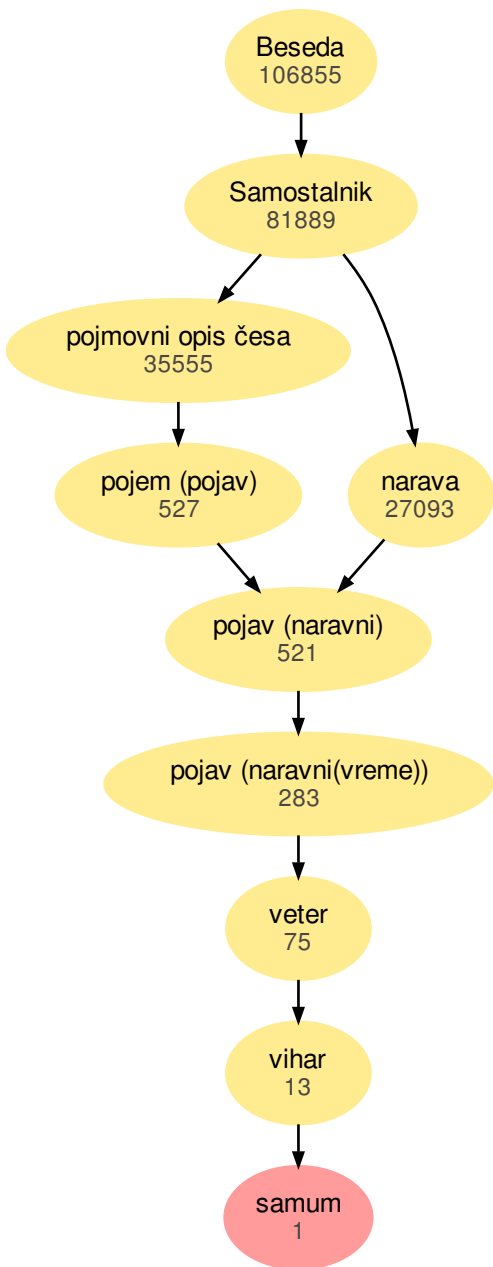 Beseda
106855
Samostalnik
81889
pojmovni opis česa
35555
pojem (pojav)
527
narava
27093
pojav (naravni)
521
pojav (naravni(vreme))
283
veter
75
vihar
13
samum
1